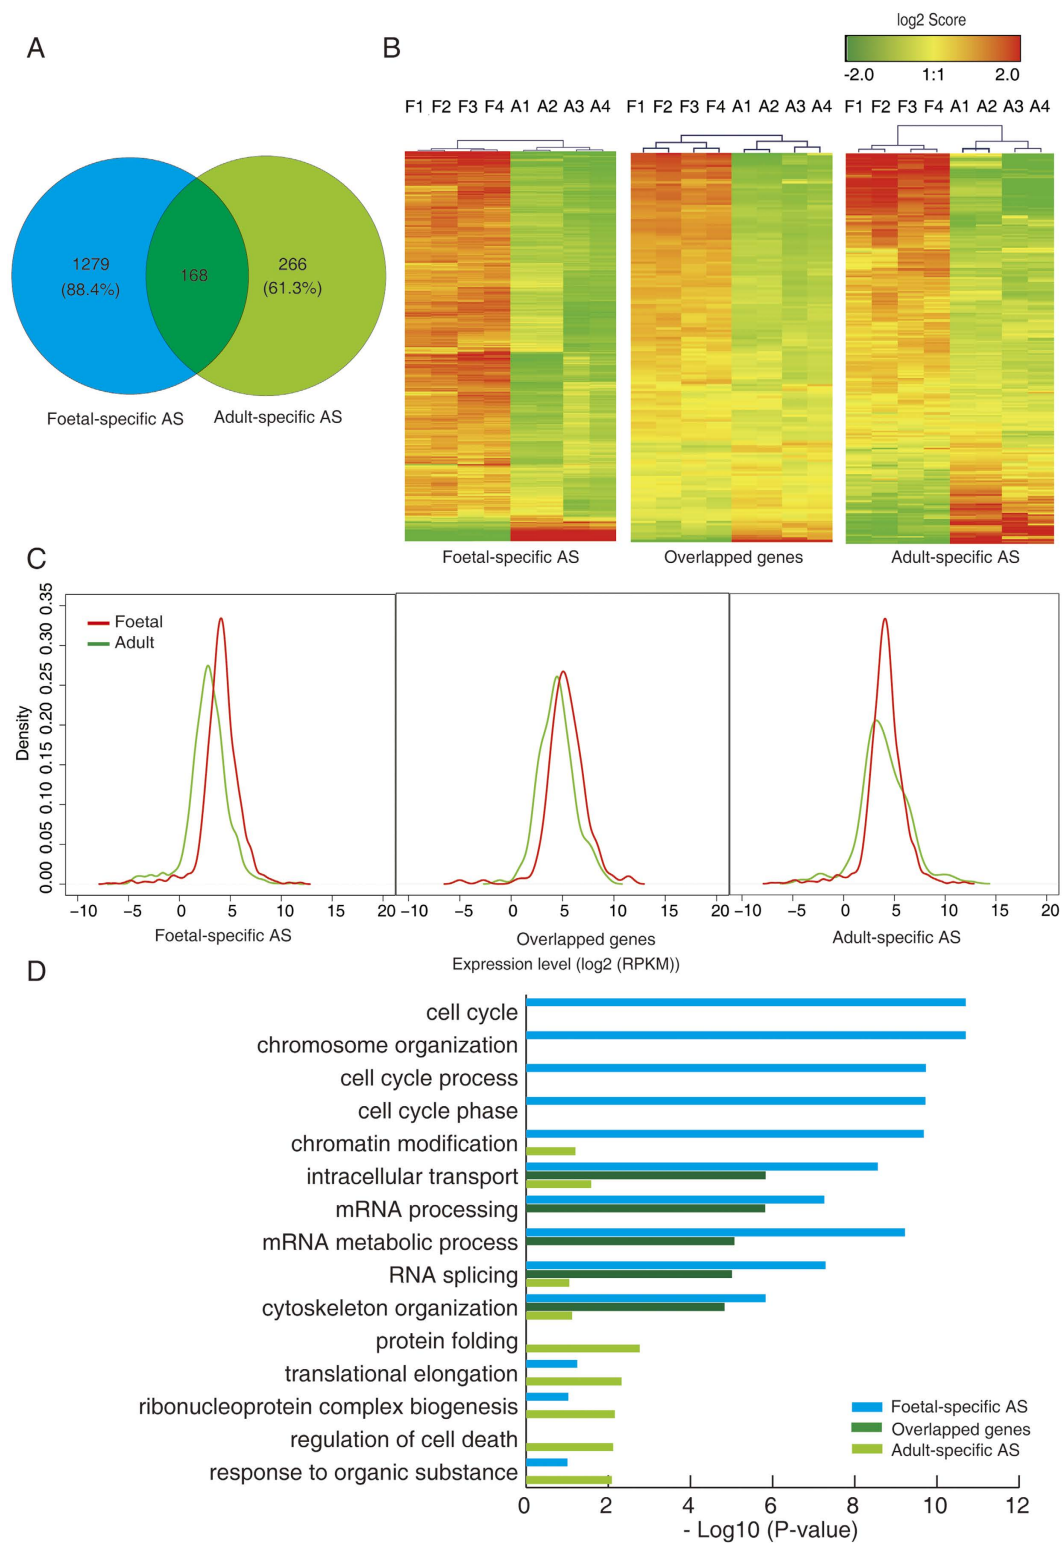 A
B
log2 Score
-2.0 1:1 2.0
F1 F2 F3 F4 A1 A2 A3 A4 F1 F2 F3 F4 A1 A2 A3 A4 F1 F2 F3 F4 A1 A2 A3 A4
1279
(88.4%)
168
266
(61.3%)
Foetal-specific AS Adult-specific AS
Foetal-specific AS Overlapped genes Adult-specific AS
C
Foetal
Adult
Density
0.00 0.05 0.10 0.15 0.20 0.25 0.30 0.35
−10 −5 0 5 10 15 20 −10 −5 0 5 10 15 20 −10 −5 0 5 10 15 20
Foetal-specific AS Overlapped genes Adult-specific AS
Expression level (log2 (RPKM))
D
cell cycle
chromosome organization
cell cycle process
cell cycle phase
chromatin modification
intracellular transport
mRNA processing
mRNA metabolic process
RNA splicing
cytoskeleton organization
protein folding
translational elongation
ribonucleoprotein complex biogenesis
regulation of cell death
response to organic substance
Foetal-specific AS
Overlapped genes
Adult-specific AS
0 2 4 6 8 10 12
- Log10 (P-value)